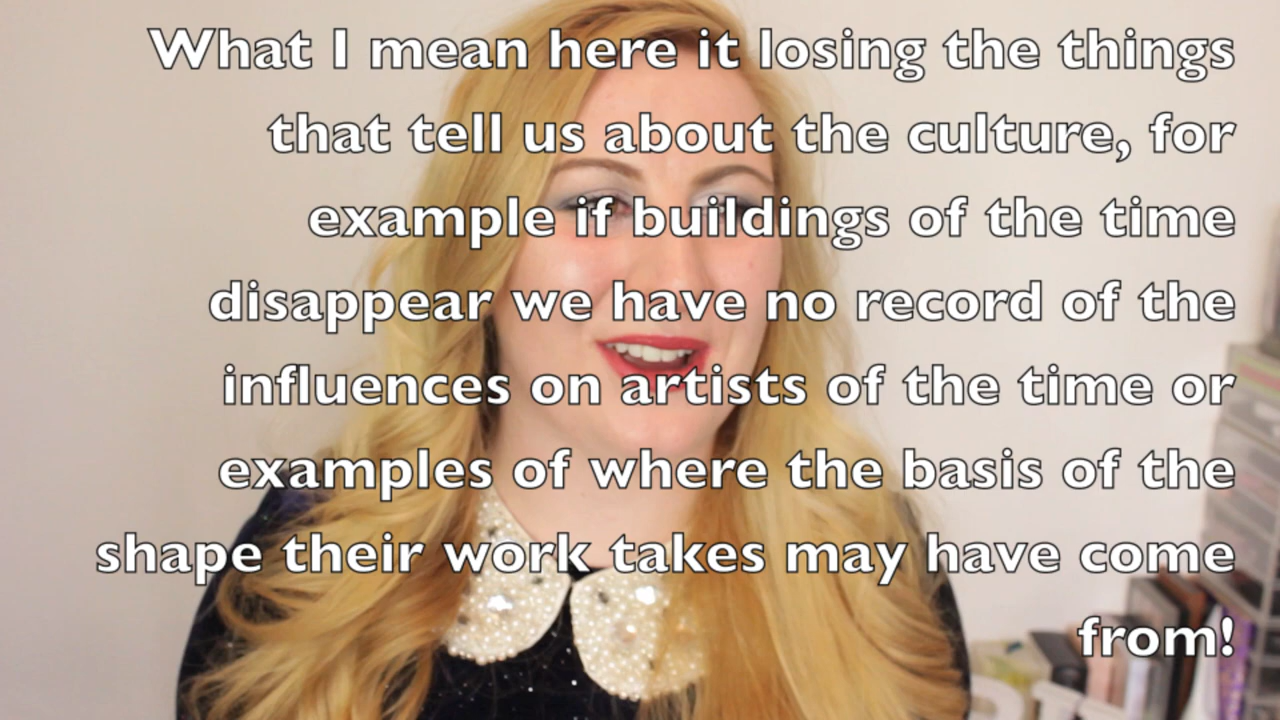 What I mean here it losing the things
that tell us about the culture, for
example if buildings of the time
disappear we have no record of the
influences on artists of the time or
examples of where the basis of the
shape their work takes may have come
from!